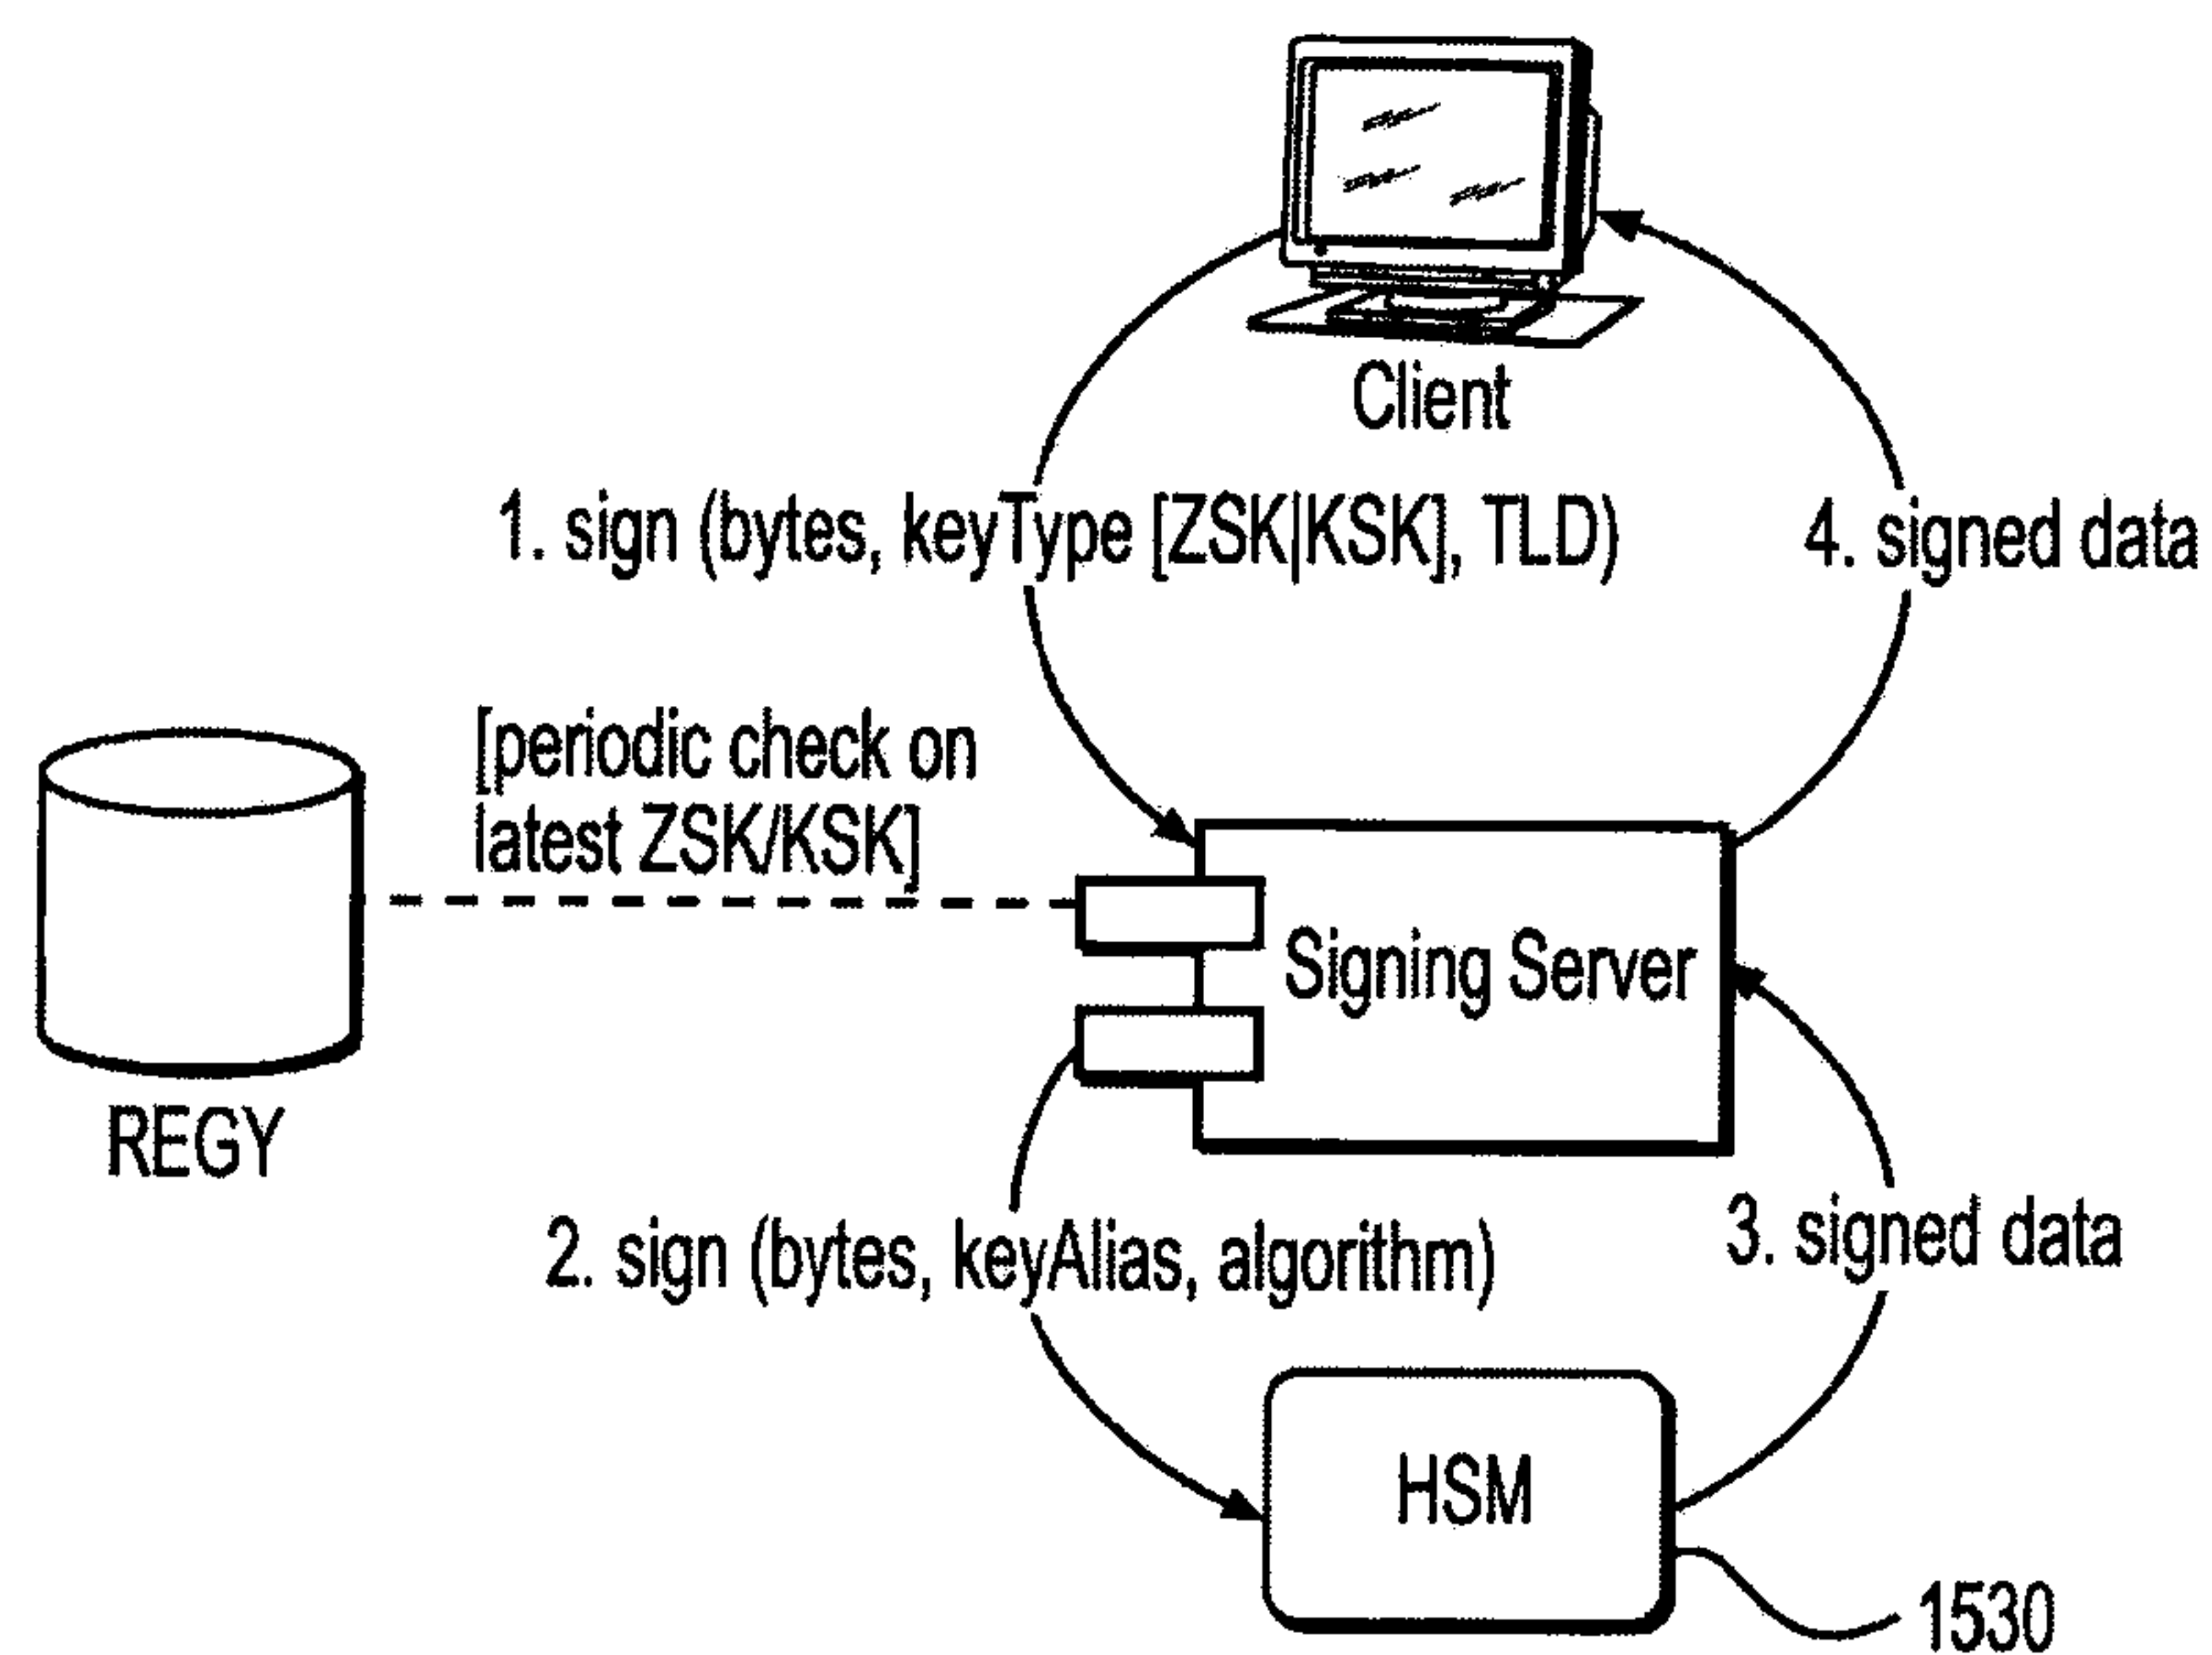 Client
1. sign (bytes, keyType [ZSK|KSK], TLD)
4. signed data
[periodic check on
latest ZSK/KSK]
Signing Server
REGY
2. sign (bytes, keyAlias, algorithm)
3. signed data
HSM
1530